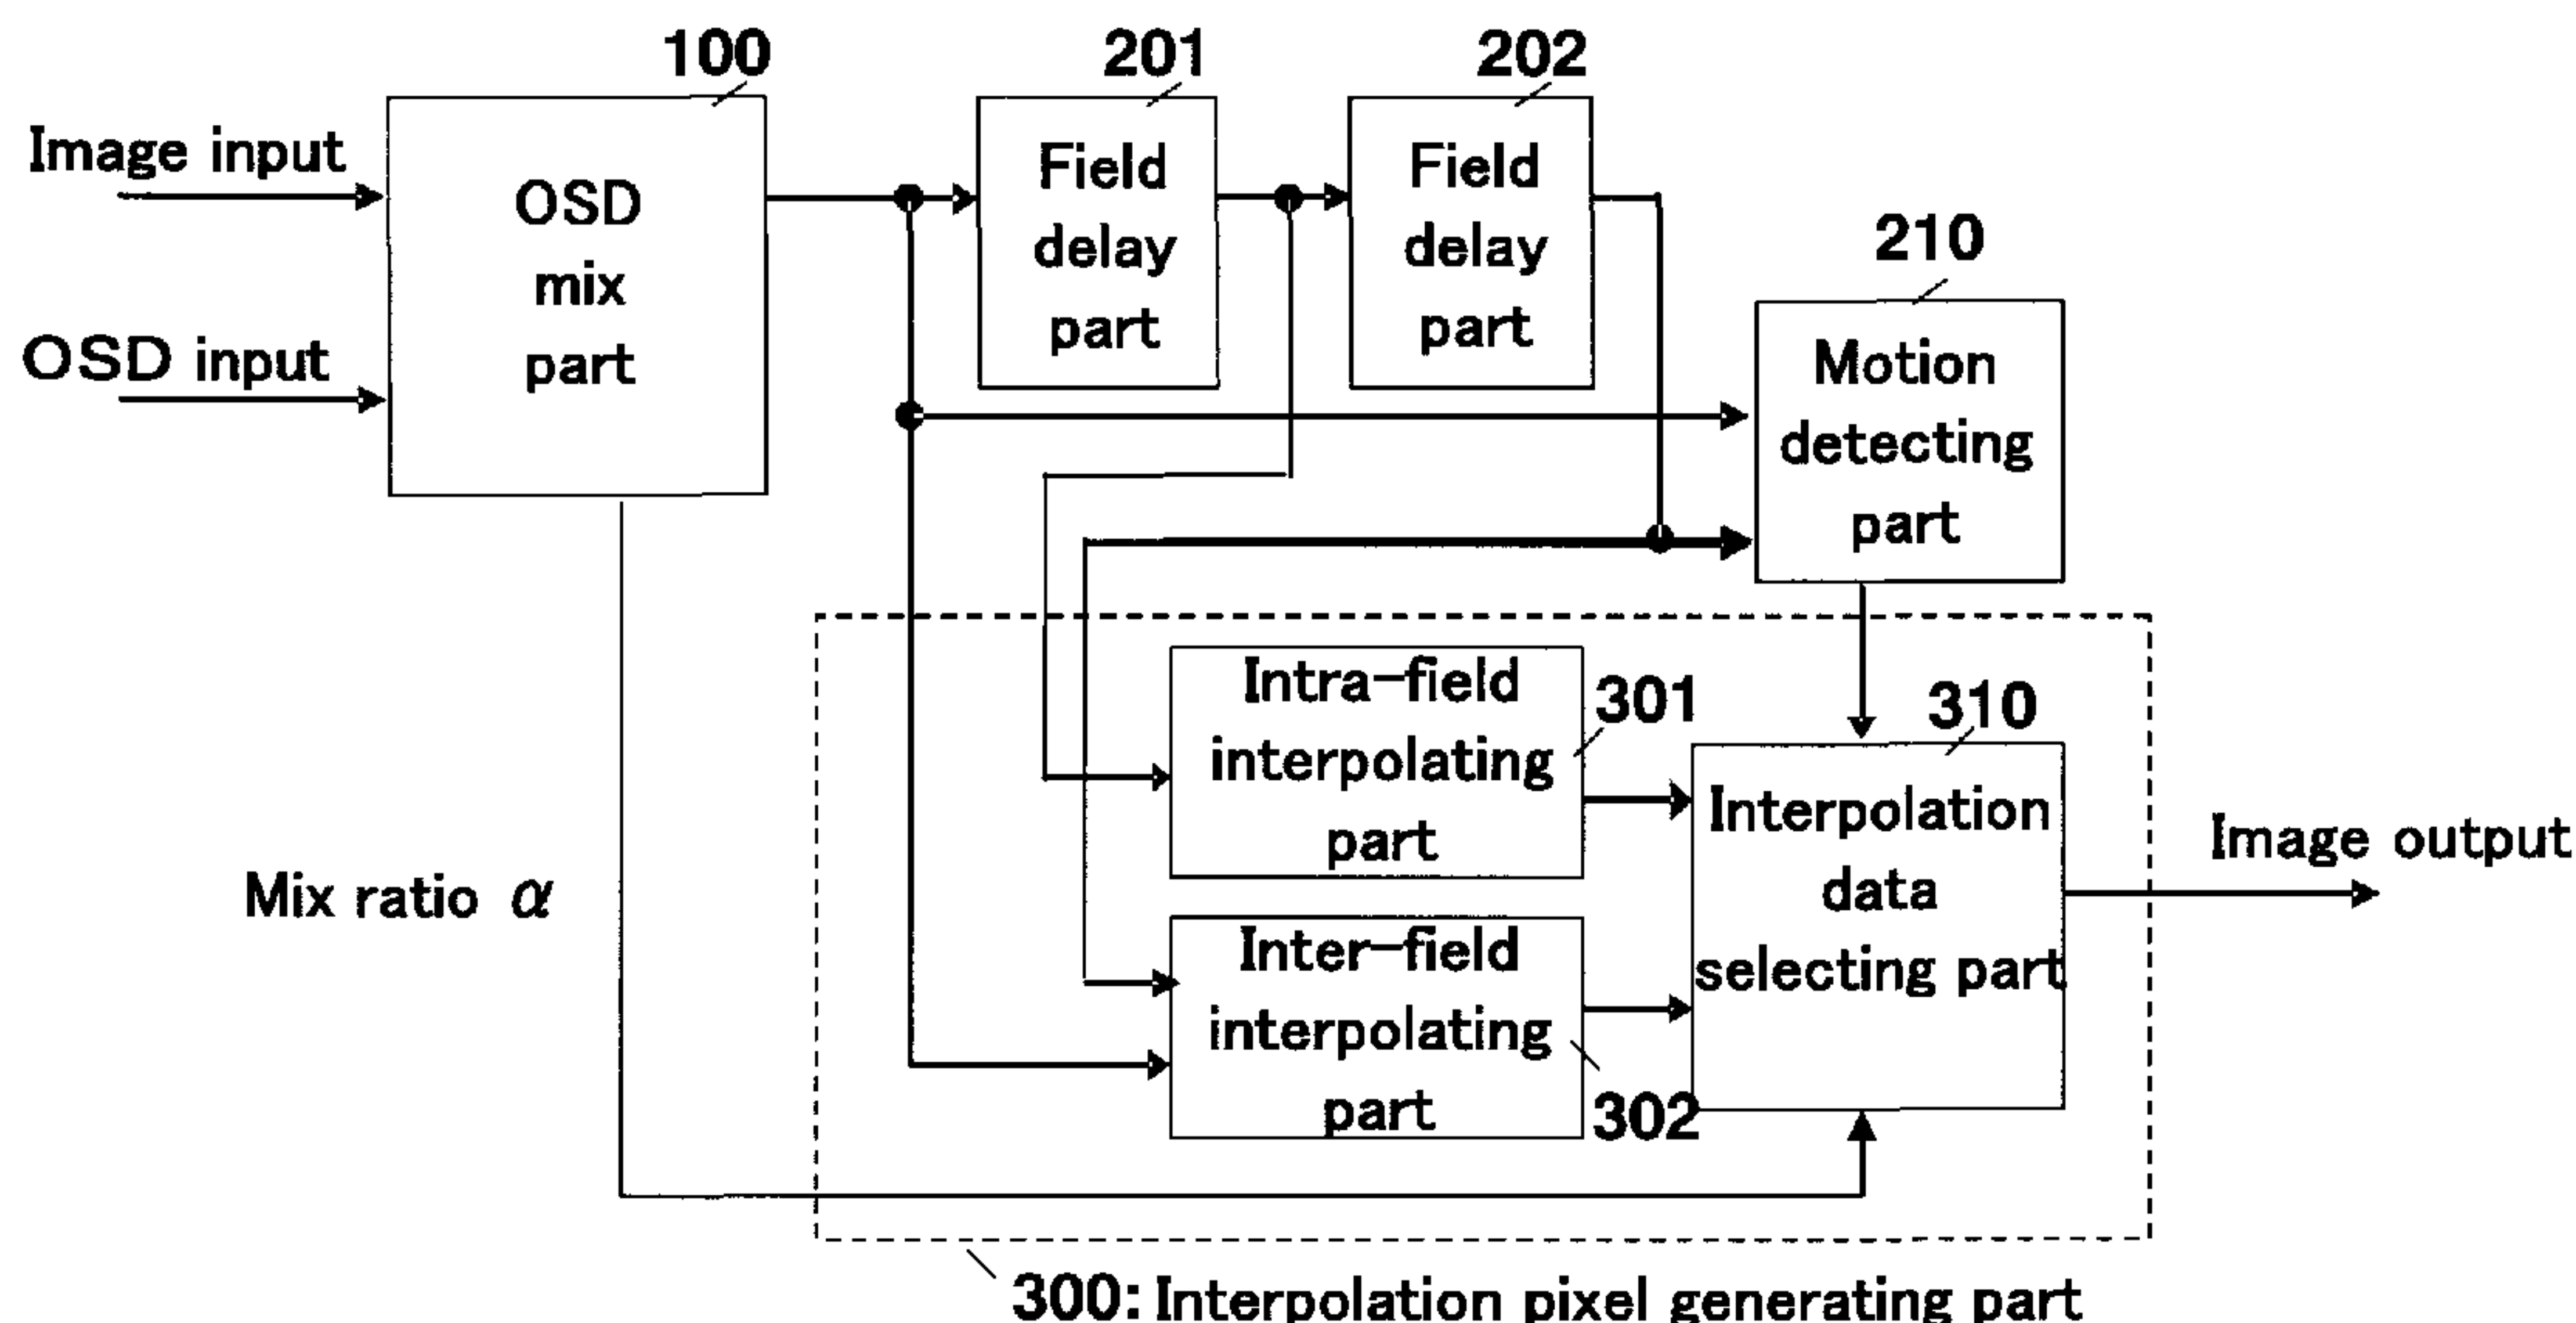 100
201
202
Image input
OSD
mix
part
Field
delay
part
Field
delay
part
210
OSD input
Motion
detecting
part
Intra-field
interpolating
part
301
310
Interpolation
data
selecting part
Image output
Mix ratio α
Inter-field
interpolating
part
302
300: Interpolation pixel generating part